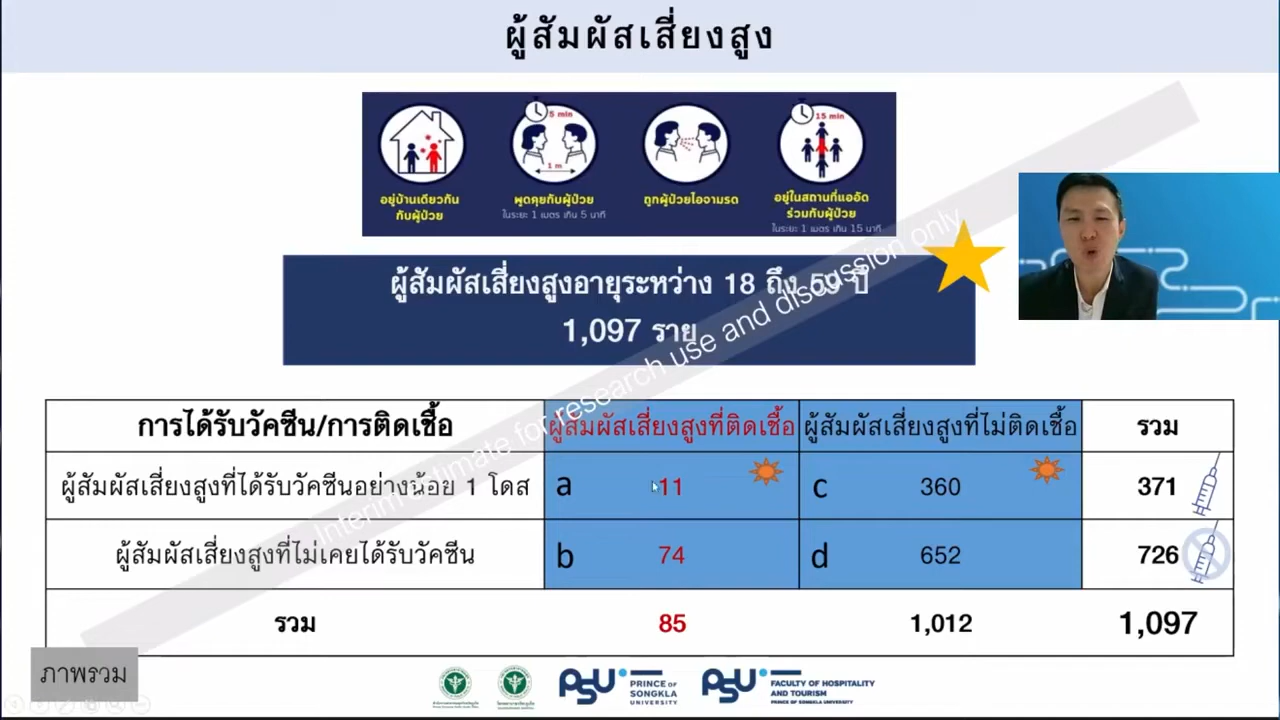 ผู้สัมผัสเสี่ยงสูง
5 min
15 min
1 m
อยู่บ้านเดียวกัน
กับผู้ป่วย
พูดคุยกับผู้ป่วย
ในระยะ 1 เมตร เกิน 5 นาที
ถูกผู้ป่วยไอจามรด
อยู่ในสถานที่แออัด
ร่วมกับผู้ป่วย
ในระยะ 1 เมตร เกิน 15 นาที
ผู้สัมผัสเสี่ยงสูงอายุระหว่าง 18 ถึง 59 ปี
1,097 ราย
Interim estimate for research use and discussion only
การได้รับวัคซีน/การติดเชื้อ ผู้สัมผัสเสี่ยงสูงที่ติดเชื้อ ผู้สัมผัสเสี่ยงสูงที่ไม่ติดเชื้อ รวม
ผู้สัมผัสเสี่ยงสูงที่ได้รับวัคซีนอย่างน้อย 1 โดส a 11 c 360 371
ผู้สัมผัสเสี่ยงสูงที่ไม่เคยได้รับวัคซีน b 74 d 652 726
รวม 85 1,012 1,097
ภาพรวม
PSU PRINCE OF
SONGKLA
UNIVERSITY
PSU FACULTY OF HOSPITALITY
AND TOURISM
PRINCE OF SONGKLA UNIVERSITY